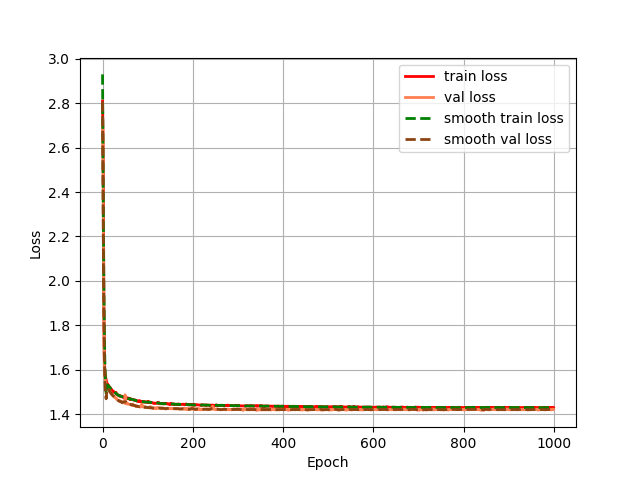 3.0
2.8
2.6
2.4
2.2
2.0
1.8
1.6
1.4
Loss
train loss
val loss
smooth train loss
smooth val loss
0 200 400 600 800 1000
Epoch